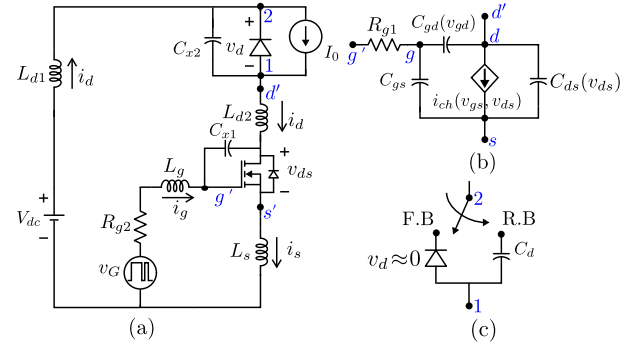 2
+
C_{x2}
v_d
I_0
−
1
L_{d1}
i_d
d'
L_{d2}
i_d
C_{x1}
+
v_{ds}
−
L_g
g'
i_g
s'
+
V_{dc}
−
R_{g2}
v_G
L_s
i_s
(a)
d'
R_{g1}
C_{gd}(v_{gd})
d
g'
g
C_{gs}
i_{ch}(v_{gs}, v_{ds})
C_{ds}(v_{ds})
s
(b)
2
F.B
R.B
v_d≈0
C_d
1
(c)